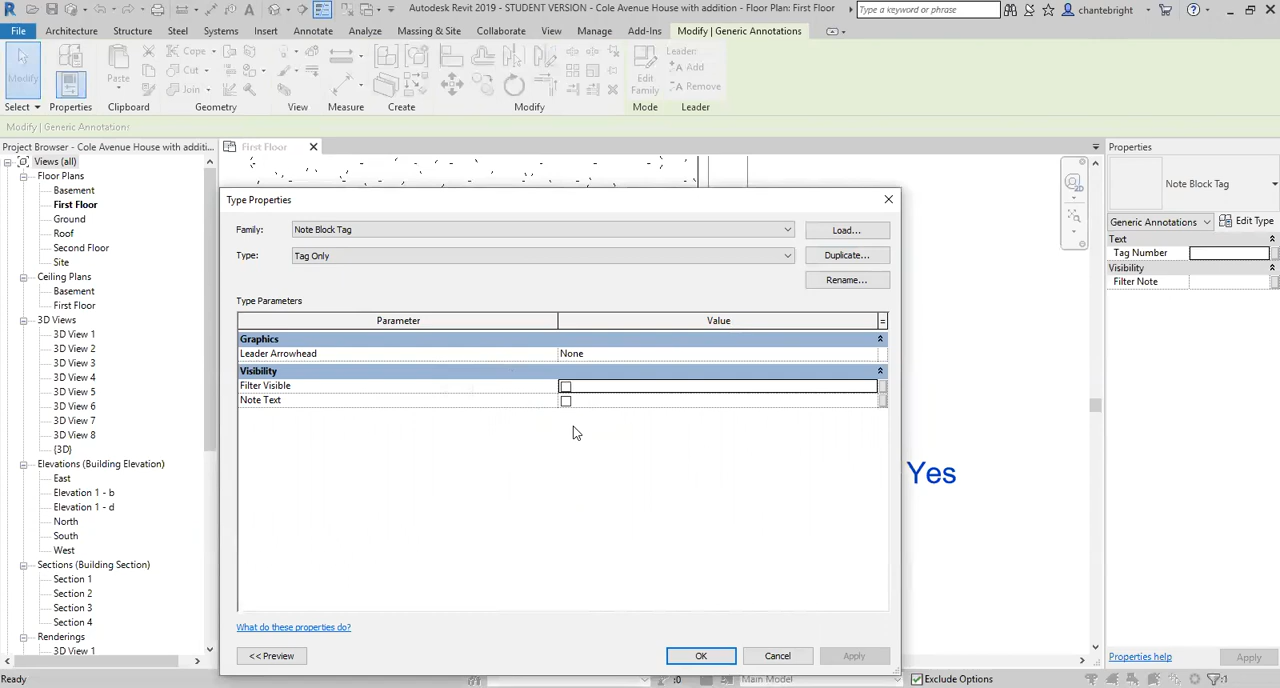 Autodesk Revit 2019 - STUDENT VERSION - Cole Avenue House with addition - Floor Plan: First Floor
Type a keyword or phrase
chantebright
File Architecture Structure Steel Systems Insert Annotate Analyze Massing & Site Collaborate View Manage Add-Ins Modify | Generic Annotations
Modify
Paste
Cope
Cut
Join
Edit
Family
Leader:
Add
Remove
Select Properties Clipboard Geometry View Measure Create Modify Mode Leader
Modify | Generic Annotations
Project Browser - Cole Avenue House with additi...
First Floor
Properties
Views (all)
Floor Plans
Basement
First Floor
Ground
Roof
Second Floor
Site
Ceiling Plans
Basement
First Floor
3D Views
3D View 1
3D View 2
3D View 3
3D View 4
3D View 5
3D View 6
3D View 7
3D View 8
{3D}
Elevations (Building Elevation)
East
Elevation 1 - b
Elevation 1 - d
North
South
West
Sections (Building Section)
Section 1
Section 2
Section 3
Section 4
Renderings
3D View 1
Type Properties
Family: Note Block Tag Load...
Type: Tag Only Duplicate...
Rename...
Type Parameters
Parameter Value =
Graphics
Leader Arrowhead None
Visibility
Filter Visible
Note Text
What do these properties do?
<< Preview OK Cancel Apply
Yes
Note Block Tag
Generic Annotations Edit Type
Text
Tag Number
Visibility
Filter Note
Properties help Apply
Ready
:0
Main Model
Exclude Options
:1